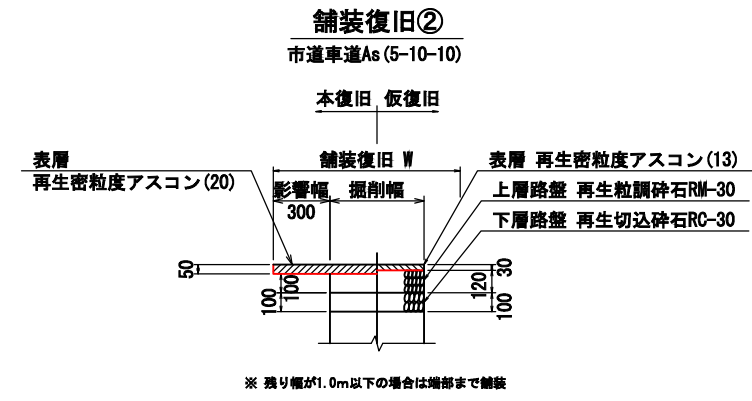 舗装復旧②
市道車道As(5-10-10)
本復旧 仮復旧
表層
再生密粒度アスコン(20)
舗装復旧 W
影響幅
300
掘削幅
表層 再生密粒度アスコン(13)
上層路盤 再生粒調砕石RM-30
下層路盤 再生切込砕石RC-30
50
100
100
30
120
100
※ 残り幅が1.0m以下の場合は端部まで舗装